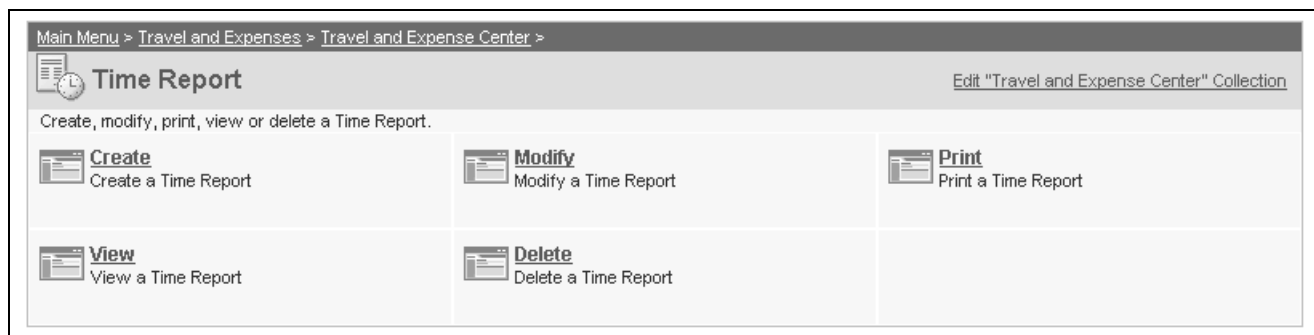 Main Menu > Travel and Expenses > Travel and Expense Center >
Time Report
Edit "Travel and Expense Center" Collection
Create, modify, print, view or delete a Time Report.
Create
Create a Time Report
Modify
Modify a Time Report
Print
Print a Time Report
View
View a Time Report
Delete
Delete a Time Report